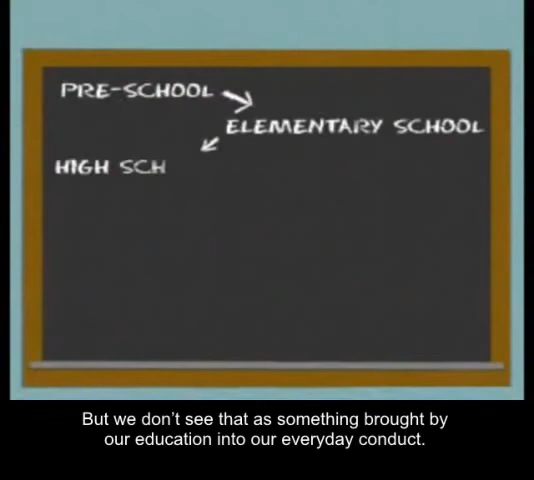 PRE-SCHOOL
ELEMENTARY SCHOOL
HIGH SCH
But we don't see that as something brought by
our education into our everyday conduct.